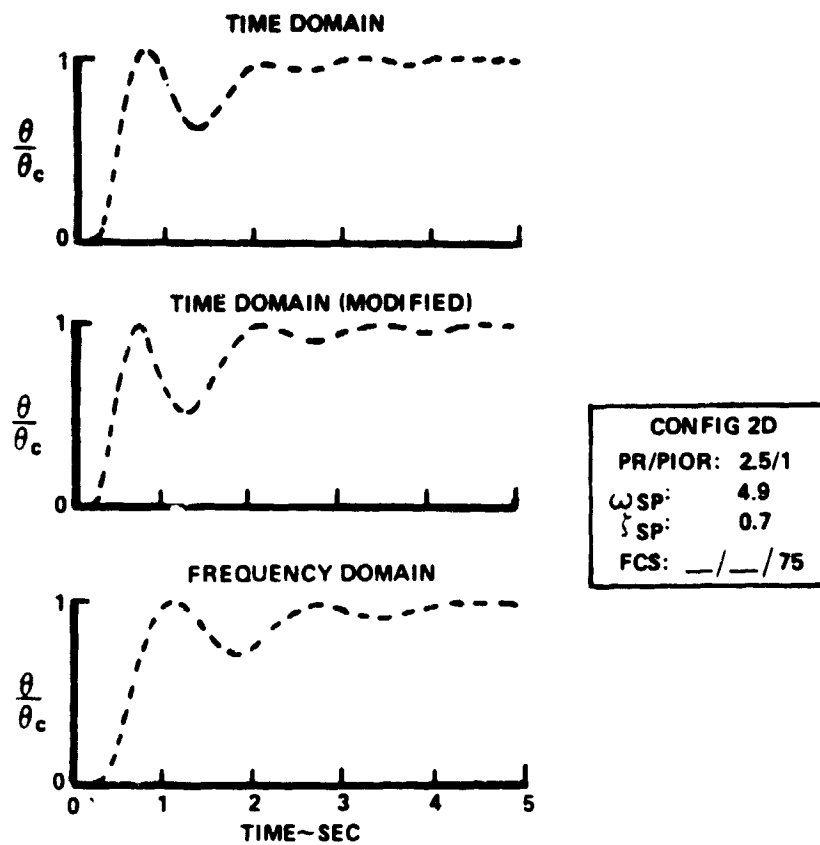 TIME DOMAIN
1
θ
θc
0
TIME DOMAIN (MODIFIED)
1
θ
θc
0
CONFIG 2D
PR/PIOR: 2.5/1
ωSP: 4.9
ζSP: 0.7
FCS: __/__/75
FREQUENCY DOMAIN
1
θ
θc
0
0 1 2 3 4 5
TIME~SEC